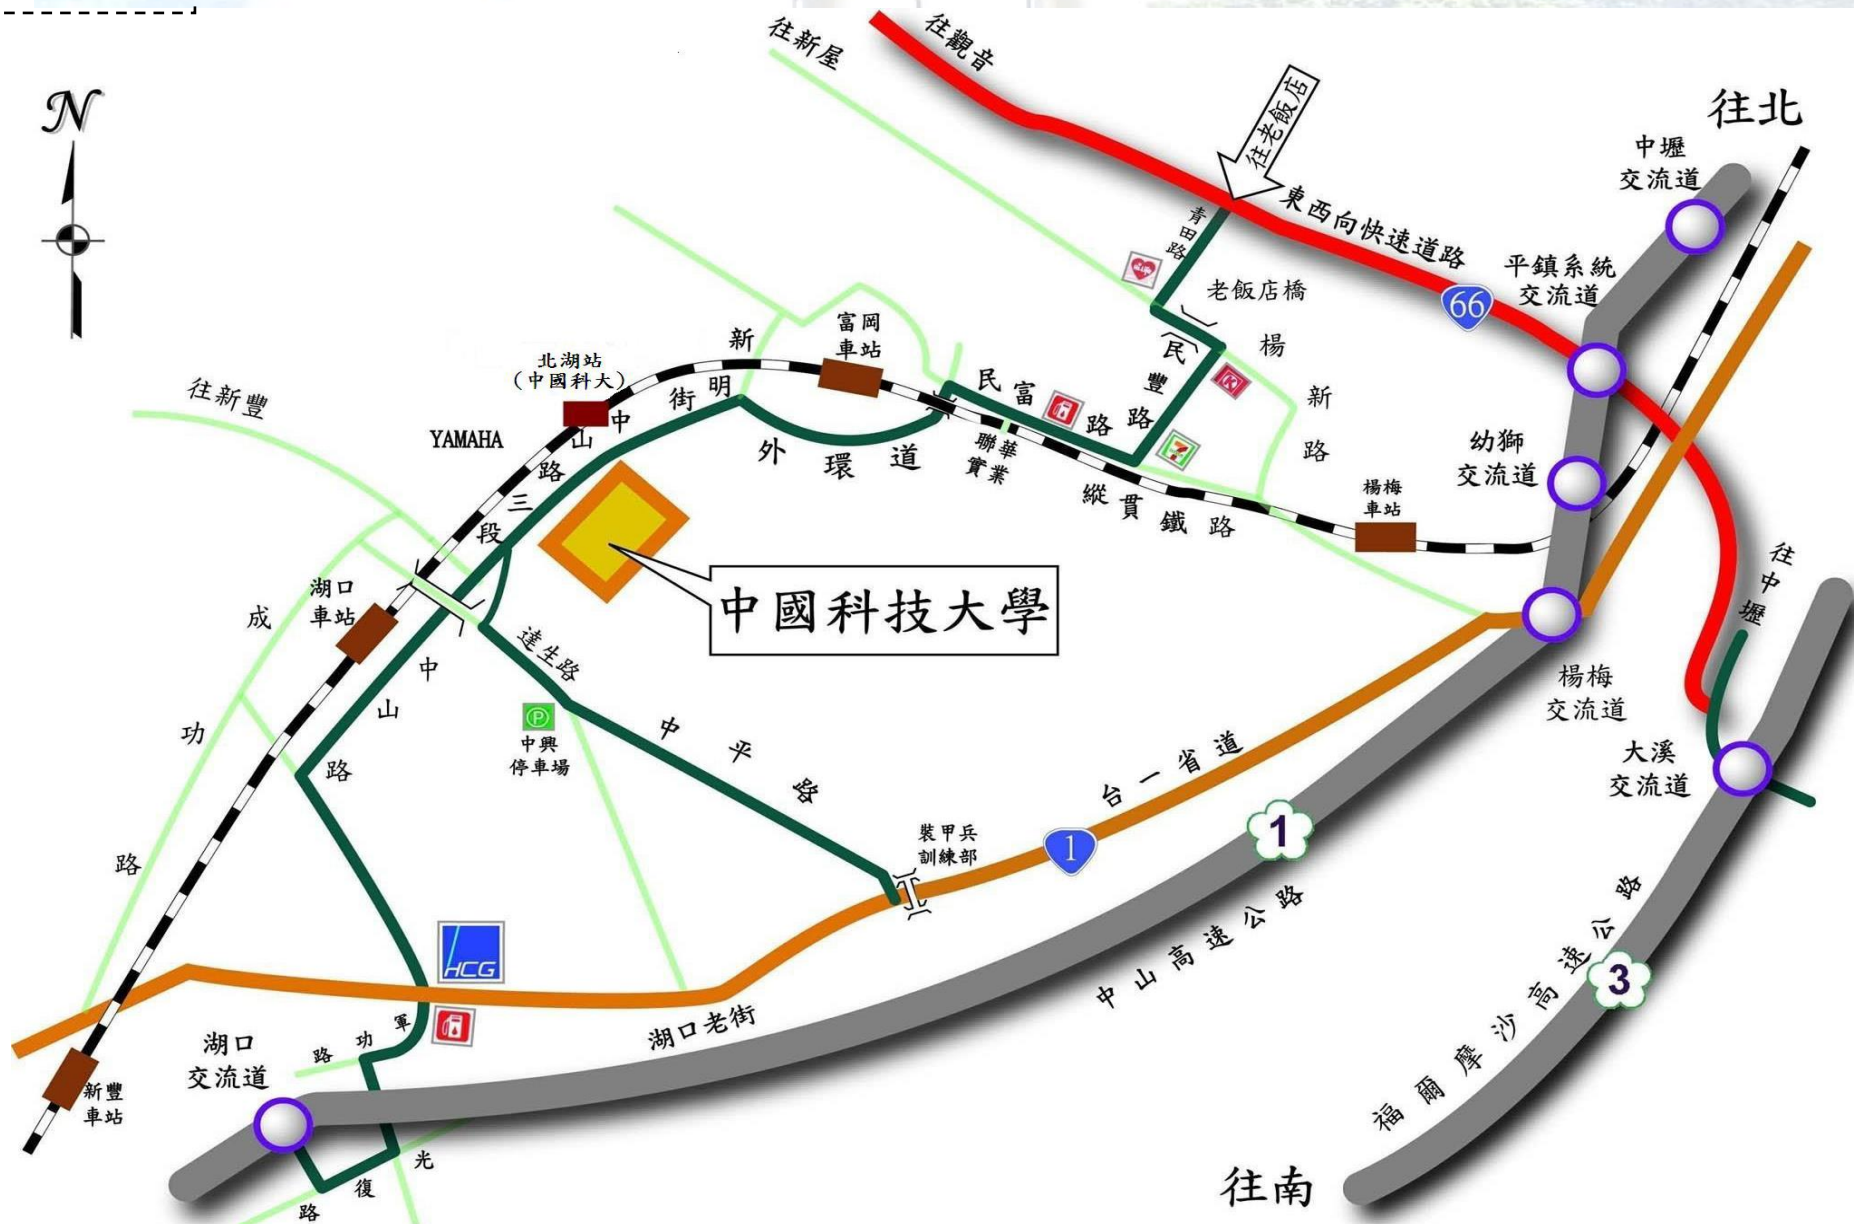 往新屋
往觀音
往老飯店
往北
N
中壢
交流道
東西向快速道路
青田路
老飯店橋
平鎮系統
交流道
66
富岡
車站
新明街
北湖站
(中國科大)
民豐路
楊新路
民富路
K
7
往新豐
YAMAHA
中山路三段
外環道
聯華
實業
縱貫鐵路
楊梅
車站
幼獅
交流道
往中壢
湖口
車站
中國科技大學
成功路
中山路
達生路
P
中興
停車場
中平路
楊梅
交流道
大溪
交流道
台一省道
裝甲兵
訓練部
1
1
中山高速公路
HCG
湖口老街
3
福爾摩沙高速公路
湖口
交流道
軍功路
新豐
車站
光復路
往南